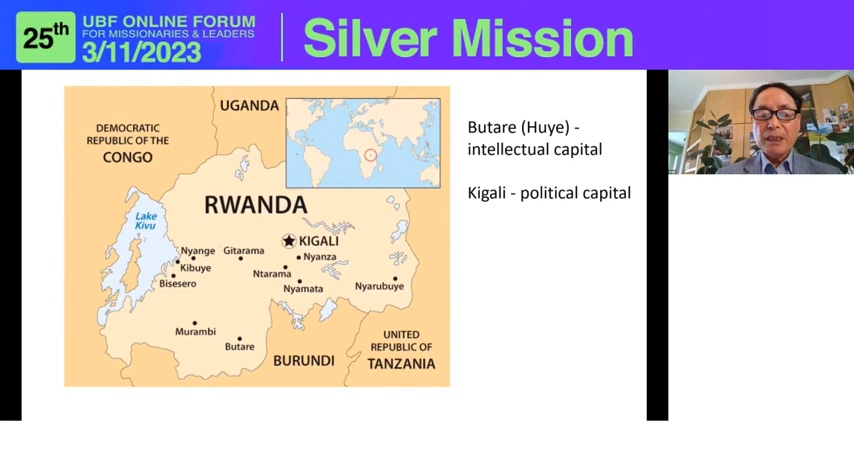 25th
UBF ONLINE FORUM
FOR MISSIONARIES & LEADERS
3/11/2023
Silver Mission
UGANDA
DEMOCRATIC
REPUBLIC OF THE
CONGO
RWANDA
Lake
Kivu
KIGALI
Nyange
Gitarama
Nyanza
Kibuye
Ntarama
Bisesero
Nyamata
Nyarubuye
Murambi
Butare
BURUNDI
UNITED
REPUBLIC OF
TANZANIA
Butare (Huye) -
intellectual capital
Kigali - political capital